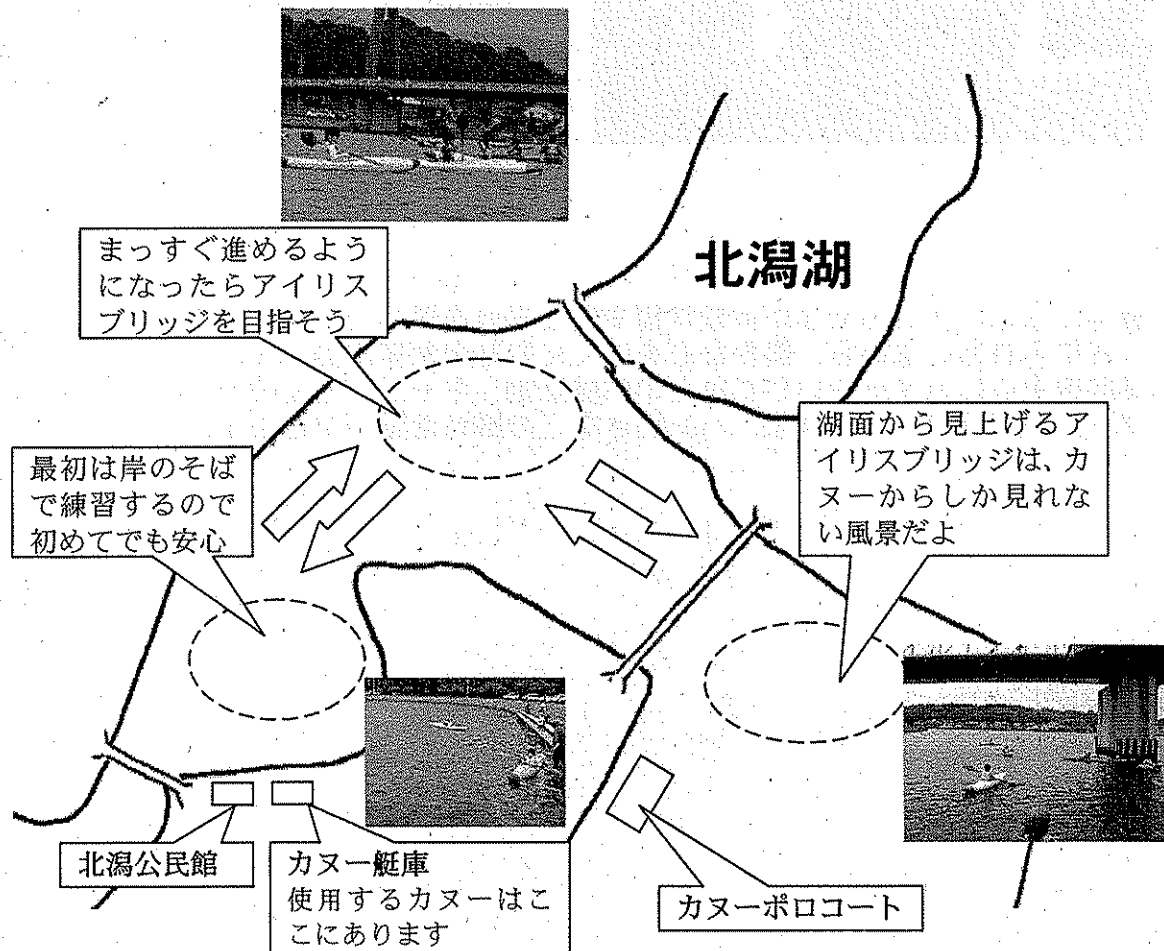 北潟湖
まっすぐ進めるよう
になったらアイリス
ブリッジを目指そう
湖面から見上げるア
イリスブリッジは、カ
ヌーからしか見れな
い風景だよ
最初は岸のそば
で練習するので
初めてでも安心
北潟公民館
カヌー艇庫
使用するカヌーはこ
こにあります
カヌーポロコート